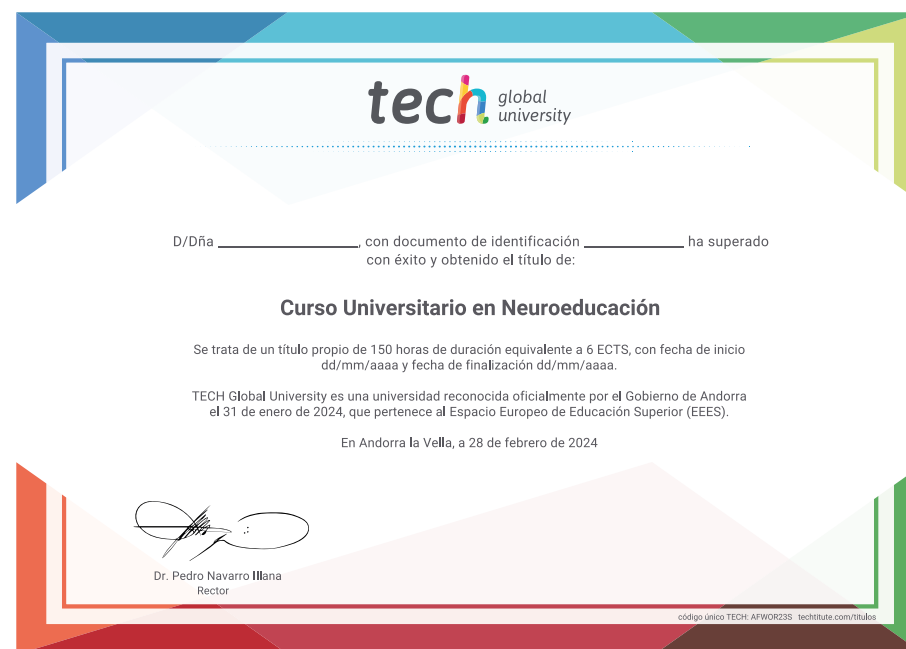 tech global university
D/Dña ____________________, con documento de identificación ______________ ha superado
con éxito y obtenido el título de:
Curso Universitario en Neuroeducación
Se trata de un título propio de 150 horas de duración equivalente a 6 ECTS, con fecha de inicio
dd/mm/aaaa y fecha de finalización dd/mm/aaaa.
TECH Global University es una universidad reconocida oficialmente por el Gobierno de Andorra
el 31 de enero de 2024, que pertenece al Espacio Europeo de Educación Superior (EEES).
En Andorra la Vella, a 28 de febrero de 2024
Dr. Pedro Navarro Illana
Rector
código único TECH: AFWOR23S techtitute.com/titulos